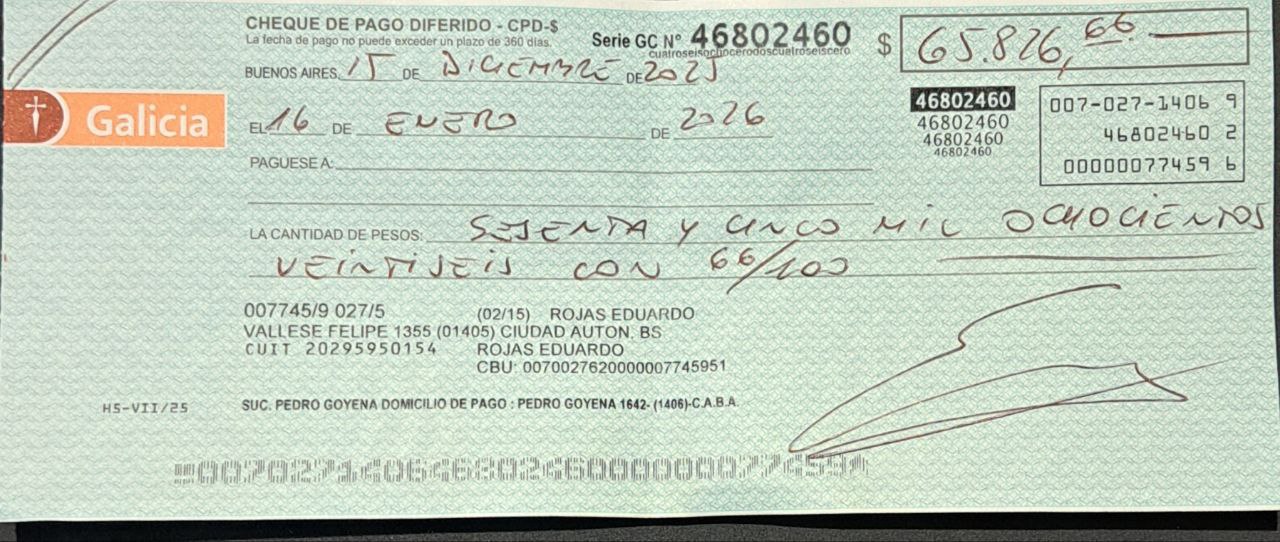 CHEQUE DE PAGO DIFERIDO - CPD-$
La fecha de pago no puede exceder un plazo de 360 días.
Serie GC Nº 46802460
cuatroseisochocerodoscuatroseiscero
$ 65.826,66.
BUENOS AIRES, 15 DE DICIEMBRE DE 2025
Galicia
EL 16 DE ENERO DE 2026
46802460
46802460
46802460
46802460
007-027-1406 9
46802460 2
00000077459 6
PAGUESE A:
LA CANTIDAD DE PESOS: SESENTA Y CINCO MIL OCHOCIENTOS
VEINTISEIS CON 66/100
007745/9 027/5 (02/15) ROJAS EDUARDO
VALLESE FELIPE 1355 (01405) CIUDAD AUTON. BS
CUIT 20295950154 ROJAS EDUARDO
CBU: 0070027620000007745951
HS-VII/25
SUC. PEDRO GOYENA DOMICILIO DE PAGO : PEDRO GOYENA 1642- (1406)-C.A.B.A.